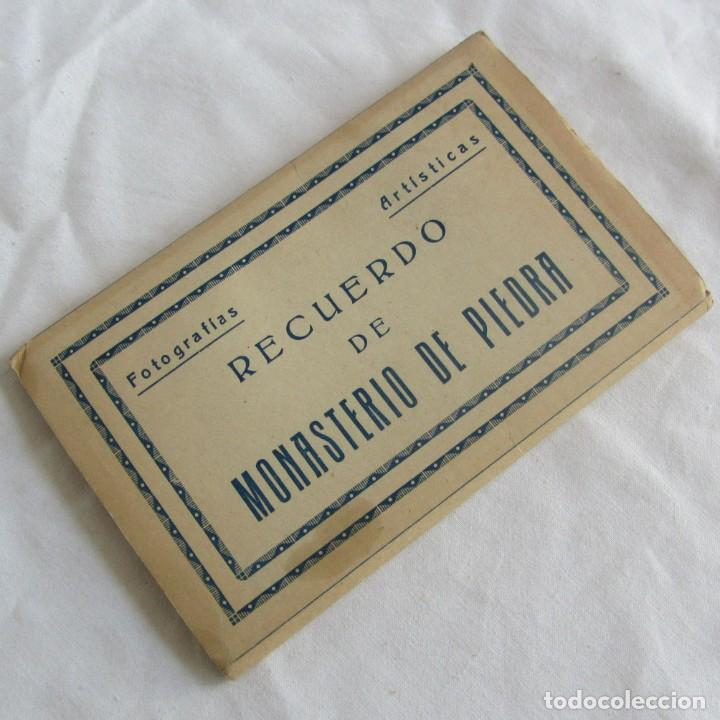 Fotografías Artísticas
RECUERDO
DE
MONASTERIO DE PIEDRA
todocoleccion